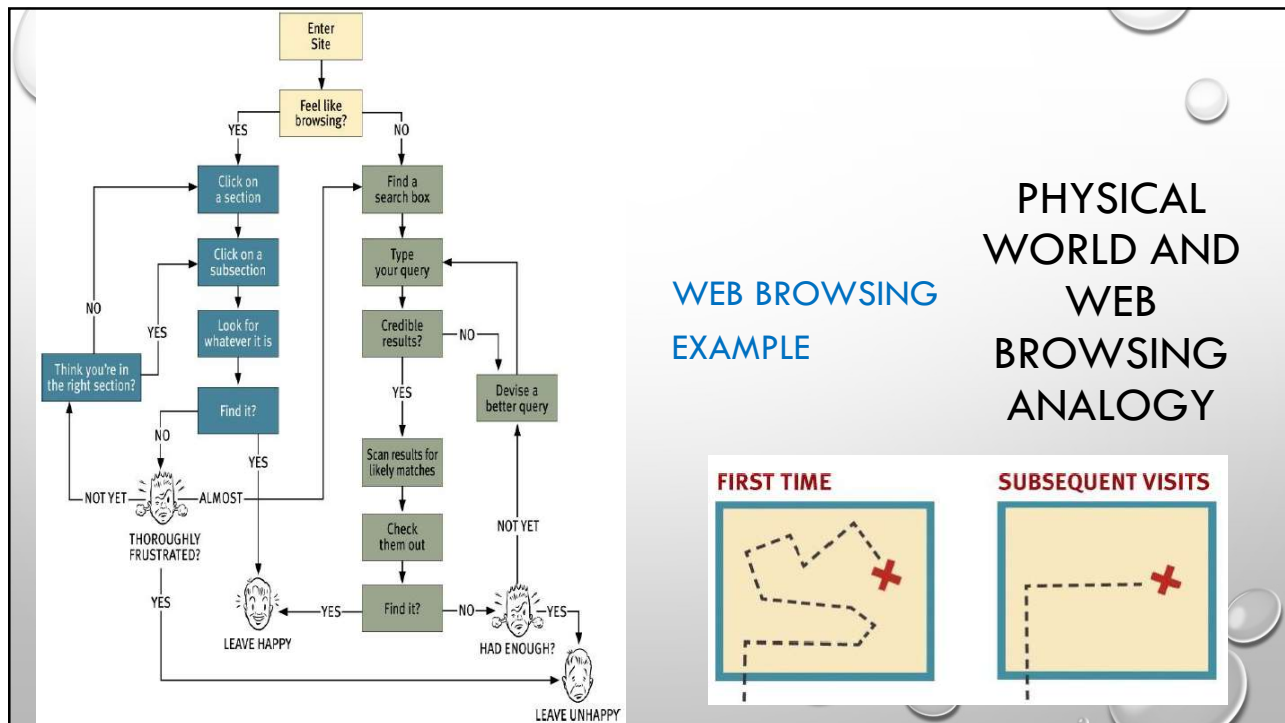 Enter
Site
Feel like
browsing?
YES
NO
Click on
a section
Click on a
subsection
Look for
whatever it is
Find it?
NO
YES
Think you're in
the right section?
NO
YES
NOT YET
ALMOST
THOROUGHLY
FRUSTRATED?
YES
LEAVE HAPPY
Find a
search box
Type
your query
Credible
results?
NO
YES
Devise a
better query
Scan results for
likely matches
Check
them out
Find it?
YES
NO
NOT YET
HAD ENOUGH?
YES
LEAVE UNHAPPY
WEB BROWSING
EXAMPLE
PHYSICAL
WORLD AND
WEB
BROWSING
ANALOGY
FIRST TIME
SUBSEQUENT VISITS